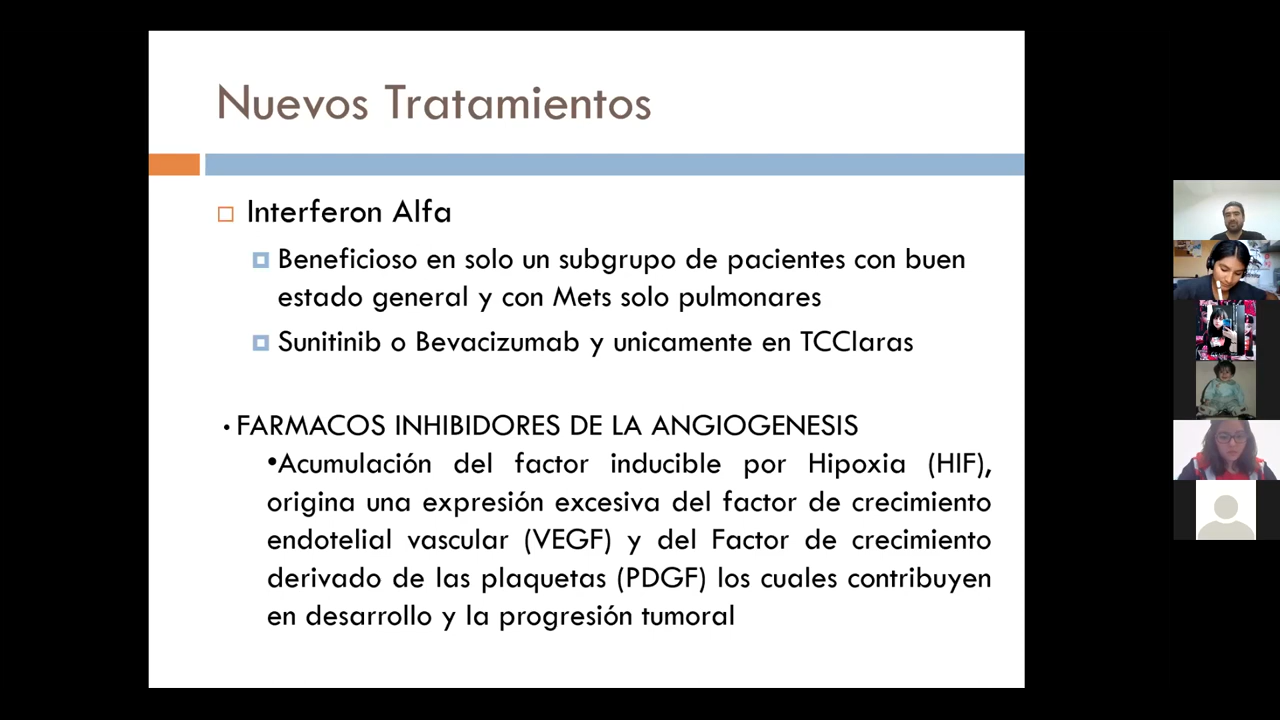 Nuevos Tratamientos
Interferon Alfa
Beneficioso en solo un subgrupo de pacientes con buen
estado general y con Mets solo pulmonares
Sunitinib o Bevacizumab y unicamente en TCClaras
• FARMACOS INHIBIDORES DE LA ANGIOGENESIS
•Acumulación del factor inducible por Hipoxia (HIF),
origina una expresión excesiva del factor de crecimiento
endotelial vascular (VEGF) y del Factor de crecimiento
derivado de las plaquetas (PDGF) los cuales contribuyen
en desarrollo y la progresión tumoral